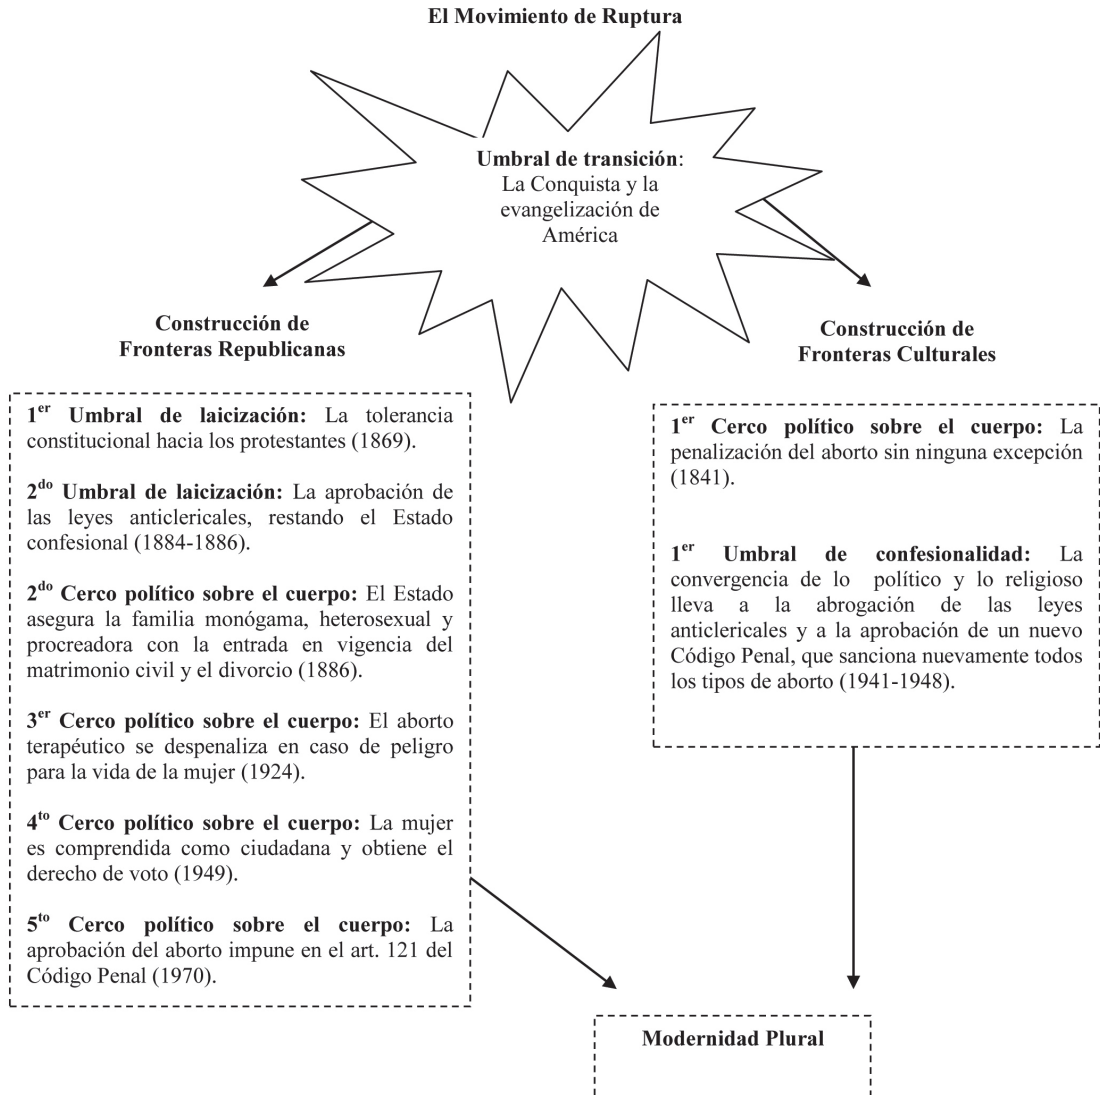 El Movimiento de Ruptura
Umbral de transición:
La Conquista y la
evangelización de
América
Construcción de
Fronteras Republicanas
1er Umbral de laicización: La tolerancia
constitucional hacia los protestantes (1869).
2do Umbral de laicización: La aprobación de
las leyes anticlericales, restando el Estado
confesional (1884-1886).
2do Cerco político sobre el cuerpo: El Estado
asegura la familia monógama, heterosexual y
procreadora con la entrada en vigencia del
matrimonio civil y el divorcio (1886).
3er Cerco político sobre el cuerpo: El aborto
terapéutico se despenaliza en caso de peligro
para la vida de la mujer (1924).
4to Cerco político sobre el cuerpo: La mujer
es comprendida como ciudadana y obtiene el
derecho de voto (1949).
5to Cerco político sobre el cuerpo: La
aprobación del aborto impune en el art. 121 del
Código Penal (1970).
Construcción de
Fronteras Culturales
1er Cerco político sobre el cuerpo: La
penalización del aborto sin ninguna excepción
(1841).
1er Umbral de confesionalidad: La
convergencia de lo político y lo religioso
lleva a la abrogación de las leyes
anticlericales y a la aprobación de un nuevo
Código Penal, que sanciona nuevamente todos
los tipos de aborto (1941-1948).
Modernidad Plural